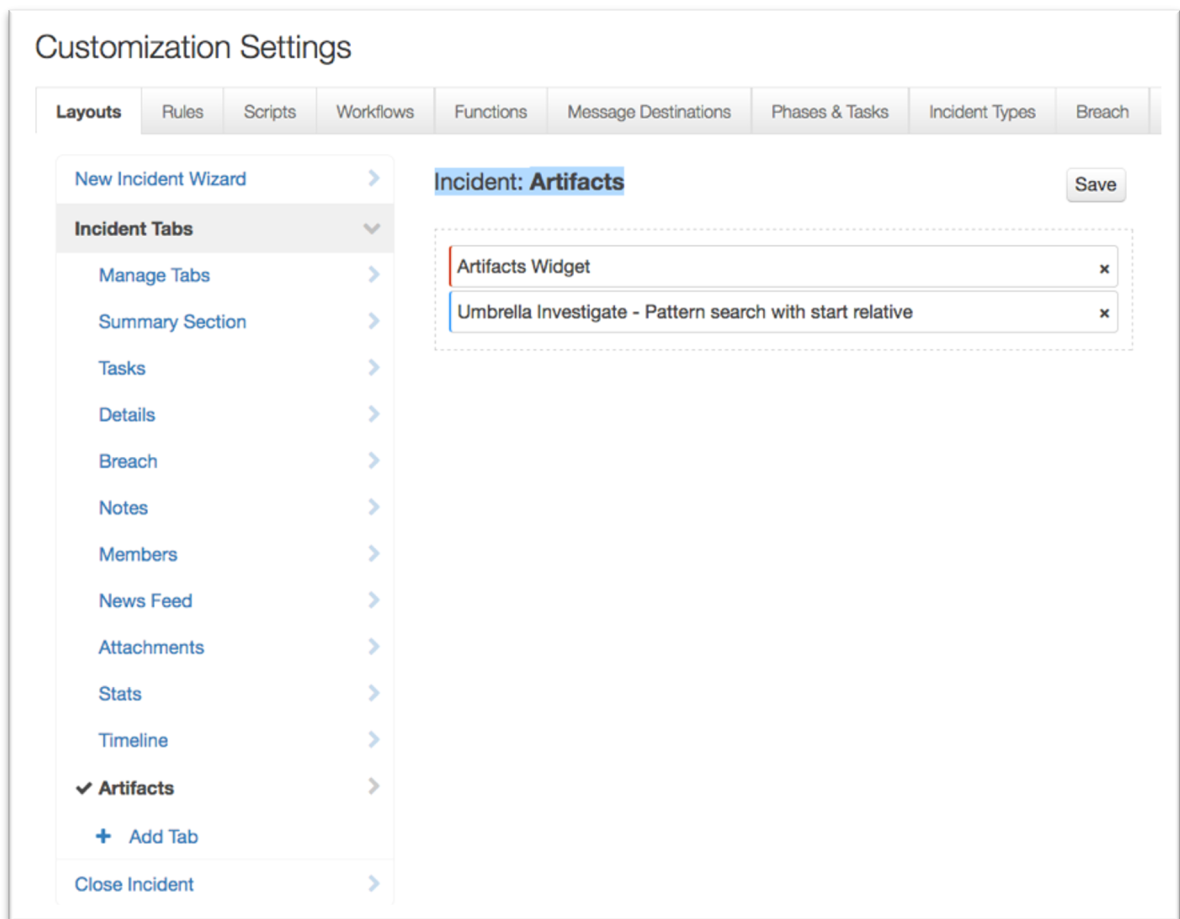 Customization Settings
Layouts Rules Scripts Workflows Functions Message Destinations Phases & Tasks Incident Types Breach
New Incident Wizard
Incident Tabs
Manage Tabs
Summary Section
Tasks
Details
Breach
Notes
Members
News Feed
Attachments
Stats
Timeline
Artifacts
Add Tab
Close Incident
Incident: Artifacts
Save
Artifacts Widget
Umbrella Investigate - Pattern search with start relative